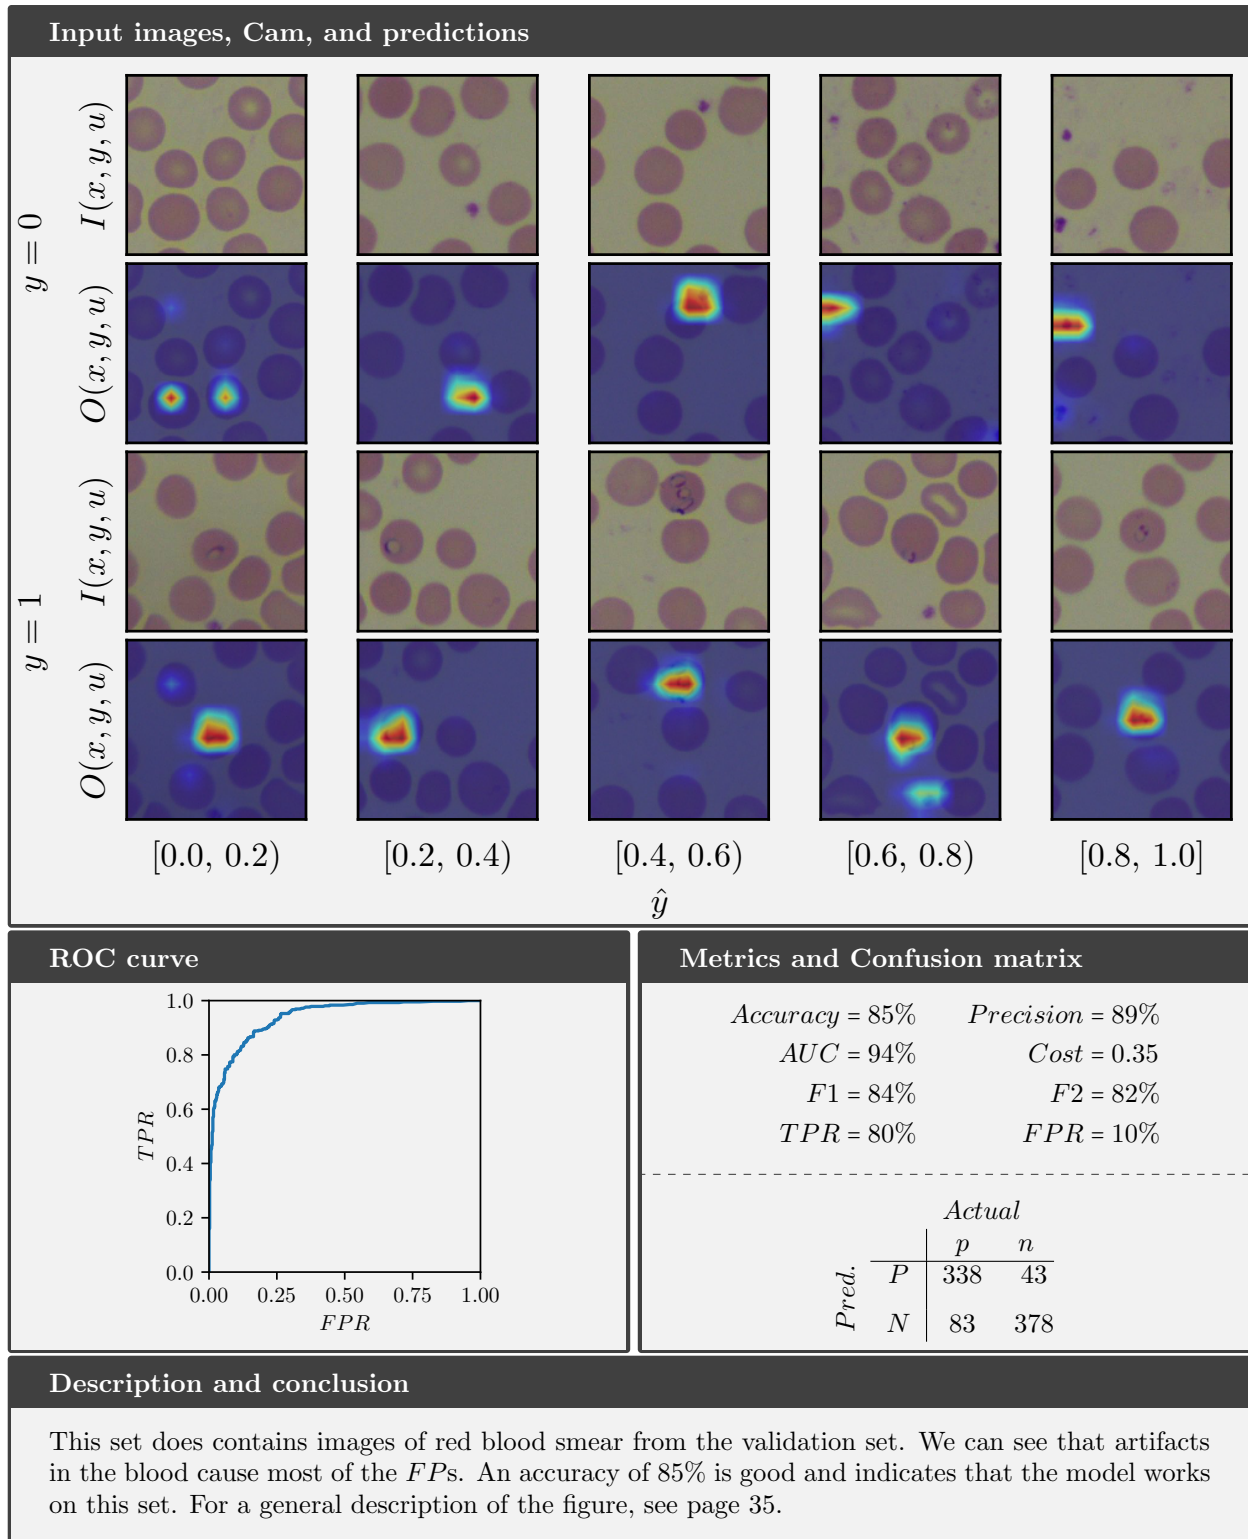 Input images, Cam, and predictions
y = 0
I(x, y, u)
O(x, y, u)
y = 1
I(x, y, u)
O(x, y, u)
[0.0, 0.2) [0.2, 0.4) [0.4, 0.6) [0.6, 0.8) [0.8, 1.0]
ŷ
ROC curve
1.0
0.8
0.6
0.4
0.2
0.0
TPR
0.00 0.25 0.50 0.75 1.00
FPR
Metrics and Confusion matrix
Accuracy = 85% Precision = 89%
AUC = 94% Cost = 0.35
F1 = 84% F2 = 82%
TPR = 80% FPR = 10%
Actual
p n
Pred.
P 338 43
N 83 378
Description and conclusion
This set does contains images of red blood smear from the validation set. We can see that artifacts
in the blood cause most of the FPs. An accuracy of 85% is good and indicates that the model works
on this set. For a general description of the figure, see page 35.